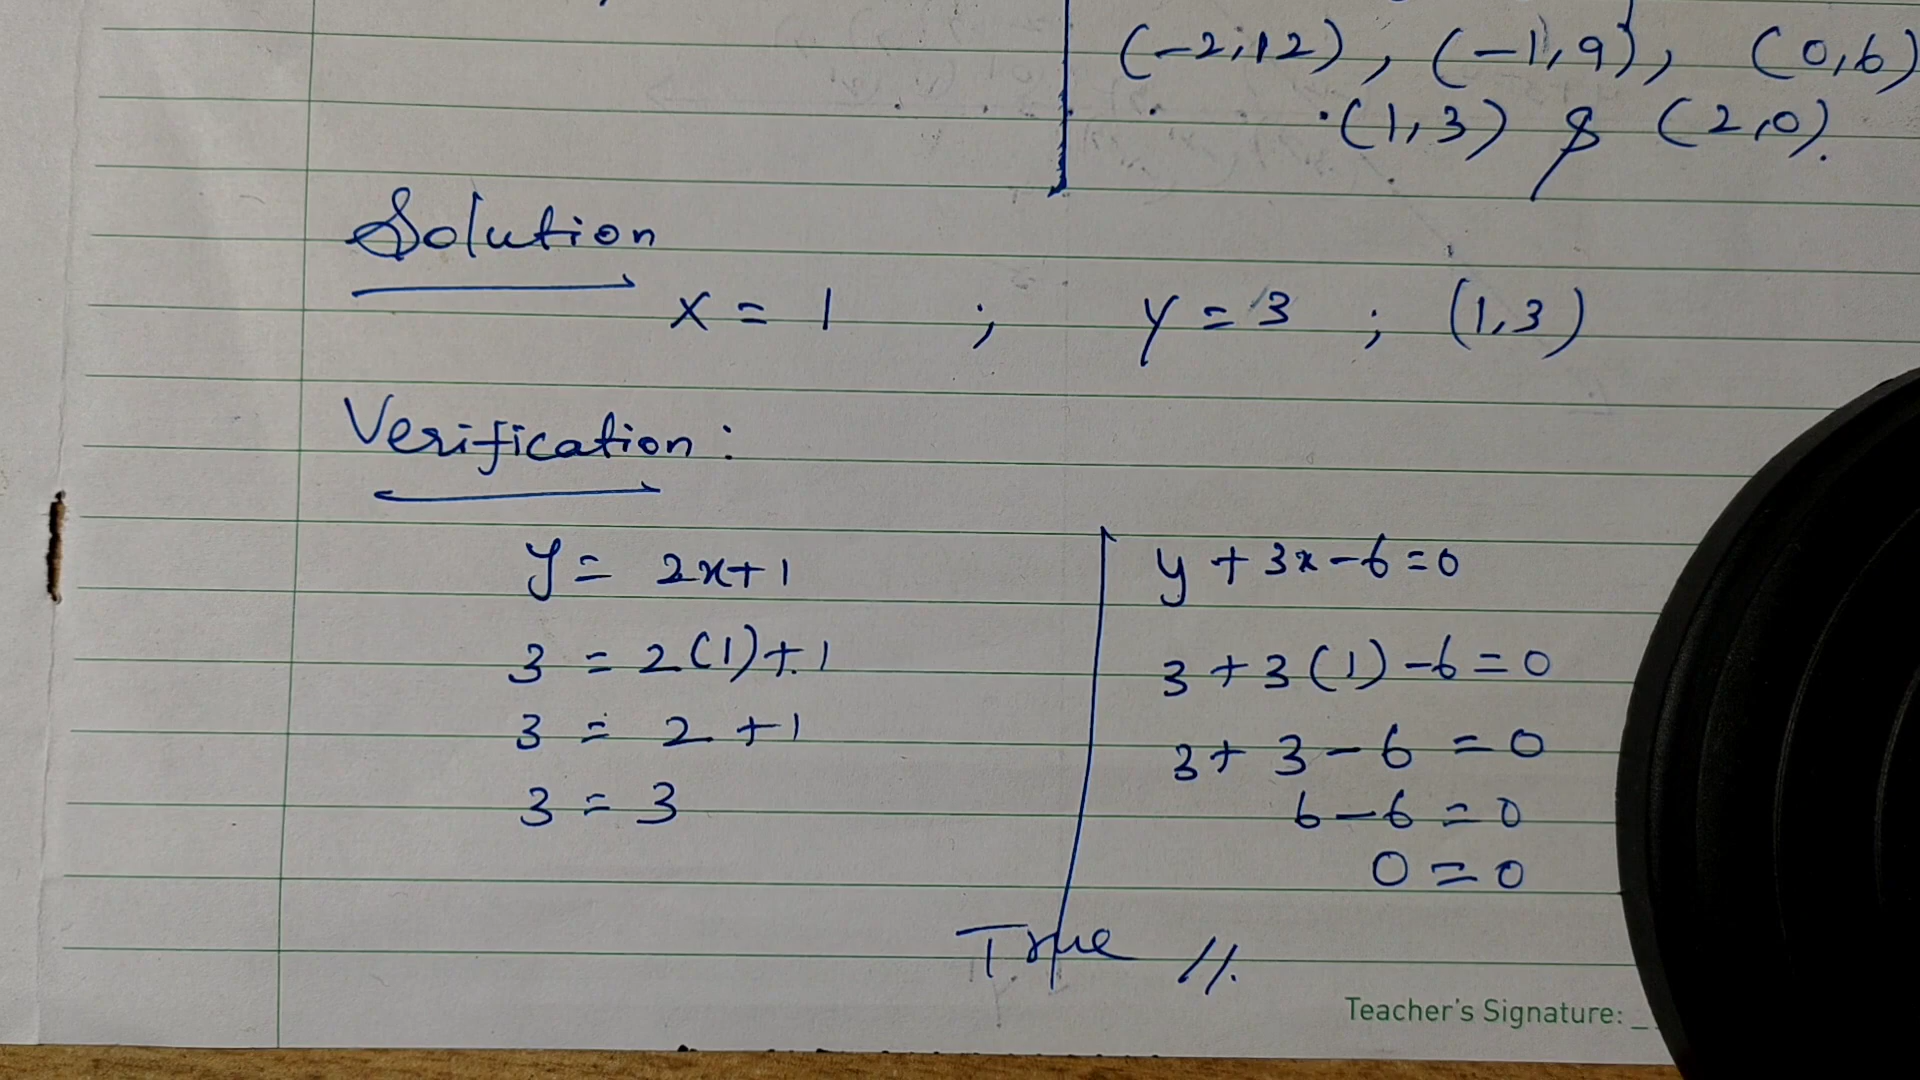 (-2,12), (-1,9), (0,6)
(1,3) & (2,0).
Solution
x = 1 ; y = 3 ; (1,3)
Verification:
y = 2x+1
3 = 2(1)+1
3 = 2 +1
3 = 3
y + 3x-6=0
3 + 3(1)-6=0
3+ 3-6 =0
6-6 =0
0=0
True //.
Teacher's Signature: